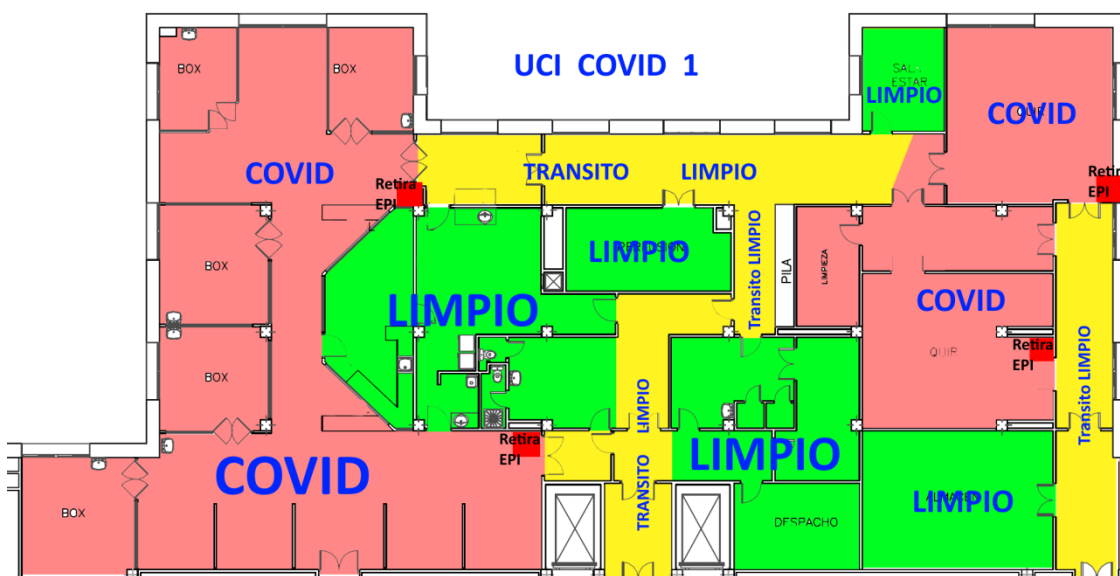 UCI COVID 1
BOX
BOX
SALA
ESTAR
LIMPIO
COVID
QUIR
COVID
TRANSITO LIMPIO
Retira
EPI
Retira
EPI
BOX
LIMPIO
Transito LIMPIO
PILA
LIMPIEZA
COVID
LIMPIO
QUIR
Retira
EPI
BOX
Transito LIMPIO
TRANSITO LIMPIO
Retira
EPI
COVID
LIMPIO
BOX
LIMPIO
DESPACHO